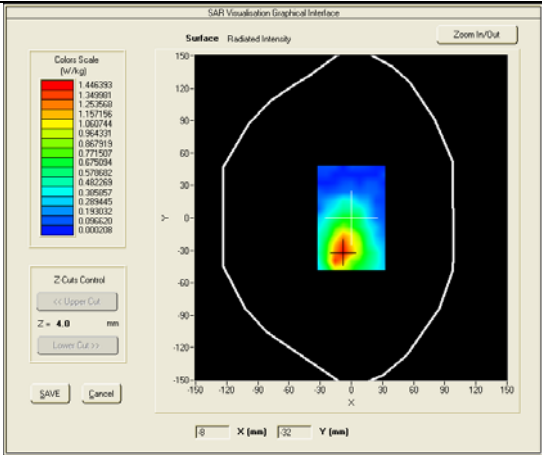 SAR Visualisation Graphical Interface
Surface Radiated Intensity
Zoom In/Out
Colors Scale
(W/kg)
1.446393
1.349981
1.253568
1.157156
1.060744
0.964331
0.867919
0.771507
0.675094
0.578682
0.482269
0.385857
0.289445
0.193032
0.096620
0.000208
Z-Cuts Control
<< Upper Cut
Z = 4.0 mm
Lower Cut >>
SAVE Cancel
150-
120-
90-
60-
30-
0-
-30-
-60-
-90-
-120-
-150-
Y
-150 -120 -90 -60 -30 0 30 60 90 120 150
X
-8 X (mm) -32 Y (mm)